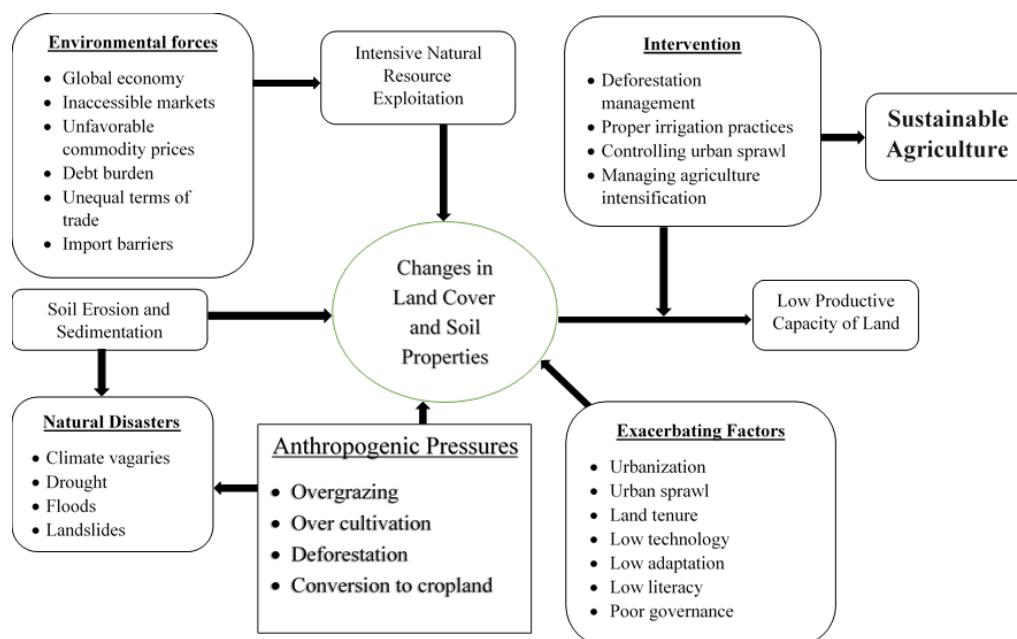 Environmental forces
• Global economy
• Inaccessible markets
• Unfavorable
commodity prices
• Debt burden
• Unequal terms of
trade
• Import barriers
Intensive Natural
Resource
Exploitation
Intervention
• Deforestation
management
• Proper irrigation practices
• Controlling urban sprawl
• Managing agriculture
intensification
Sustainable
Agriculture
Soil Erosion and
Sedimentation
Changes in
Land Cover
and Soil
Properties
Low Productive
Capacity of Land
Natural Disasters
• Climate vagaries
• Drought
• Floods
• Landslides
Anthropogenic Pressures
• Overgrazing
• Over cultivation
• Deforestation
• Conversion to cropland
Exacerbating Factors
• Urbanization
• Urban sprawl
• Land tenure
• Low technology
• Low adaptation
• Low literacy
• Poor governance